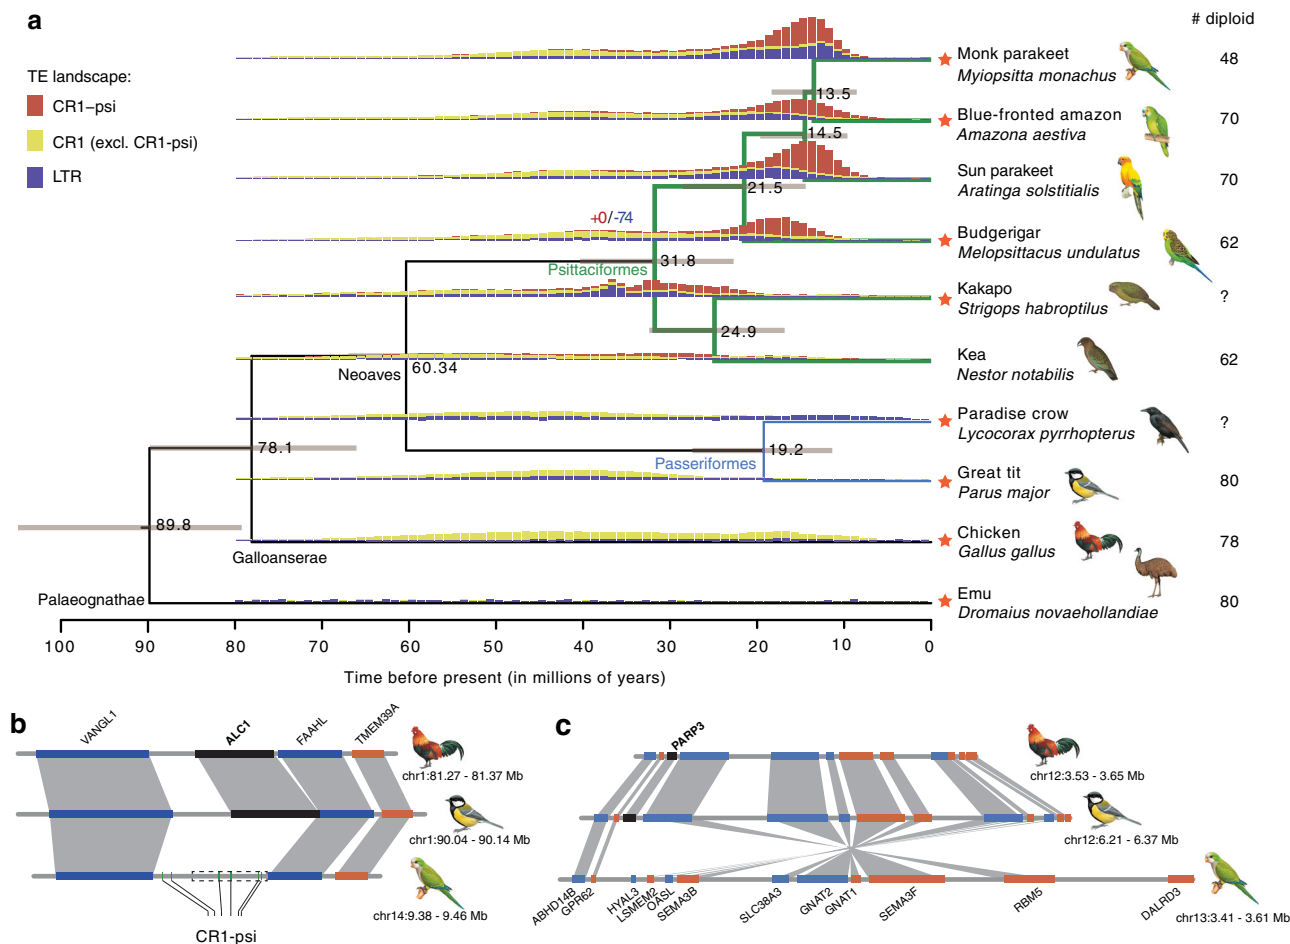 a
# diploid
TE landscape:
CR1–psi
CR1 (excl. CR1-psi)
LTR
Monk parakeet
Myiopsitta monachus
48
13.5
Blue-fronted amazon
Amazona aestiva
70
14.5
Sun parakeet
Aratinga solstitialis
70
21.5
+0/-74
Budgerigar
Melopsittacus undulatus
62
31.8
Psittaciformes
Kakapo
Strigops habroptilus
?
24.9
Kea
Nestor notabilis
62
Neoaves
60.34
Paradise crow
Lycocorax pyrrhopterus
?
78.1
19.2
Passeriformes
Great tit
Parus major
80
89.8
Chicken
Gallus gallus
78
Galloanserae
Emu
Dromaius novaehollandiae
80
Palaeognathae
100 90 80 70 60 50 40 30 20 10 0
Time before present (in millions of years)
b
VANGL1 ALC1 FAAHL TMEM39A
chr1:81.27 - 81.37 Mb
chr1:90.04 - 90.14 Mb
chr14:9.38 - 9.46 Mb
CR1-psi
c
PARP3
chr12:3.53 - 3.65 Mb
chr12:6.21 - 6.37 Mb
ABHD14B GPR62 HYAL3 LSMEM2 OASL SEMA3B SLC38A3 GNAT2 GNAT1 SEMA3F RBM5 DALRD3
chr13:3.41 - 3.61 Mb